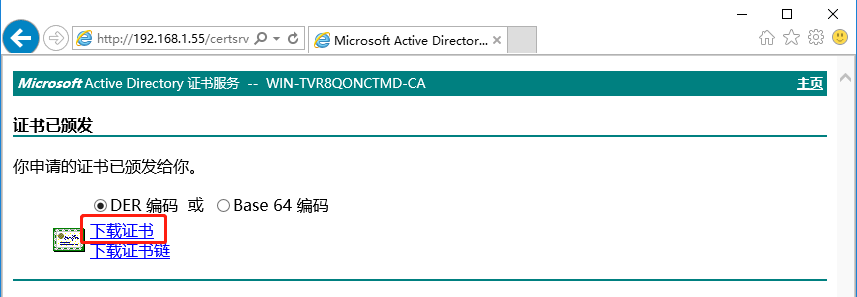 http://192.168.1.55/certsrv
Microsoft Active Director...
Microsoft Active Directory 证书服务 -- WIN-TVR8QONCTMD-CA
主页
证书已颁发
你申请的证书已颁发给你。
DER 编码 或 Base 64 编码
下载证书
下载证书链